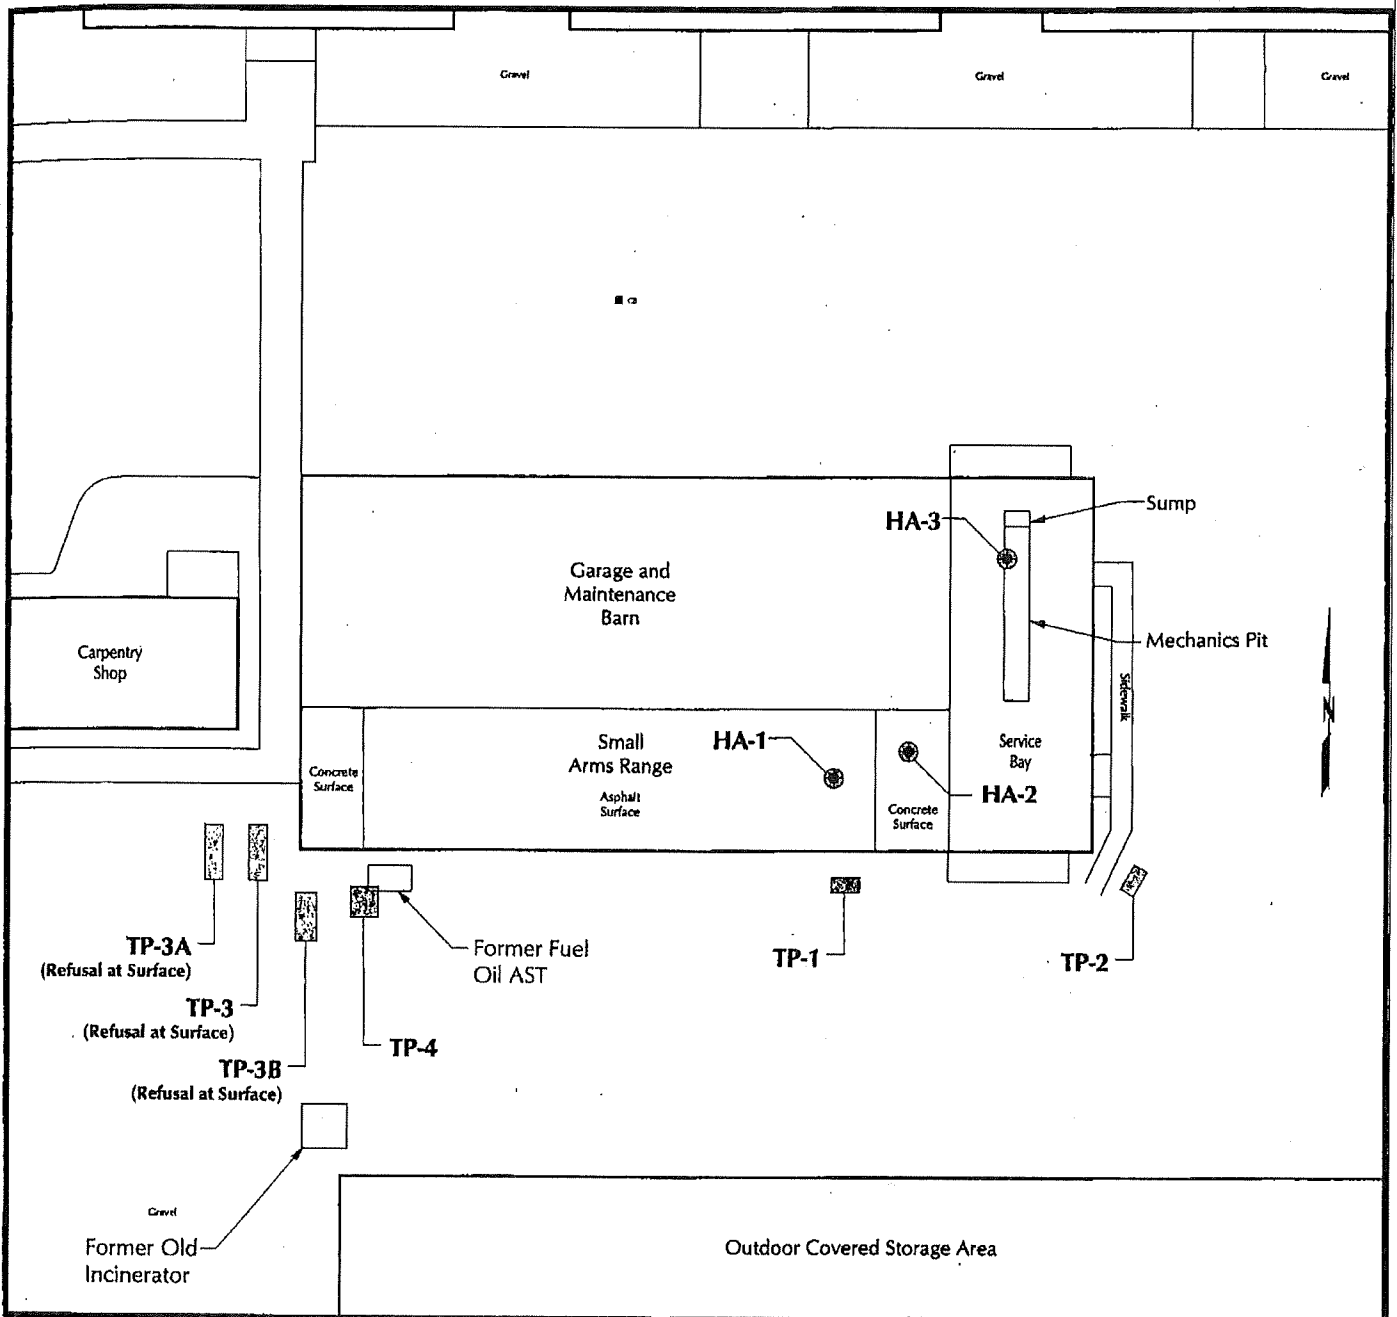 Gravel
Gravel
Gravel
HA-3
Sump
Garage and
Maintenance
Barn
Mechanics Pit
Carpentry
Shop
Sidewalk
N
Small
Arms Range
Asphalt
Surface
HA-1
Service
Bay
Concrete
Surface
HA-2
Concrete
Surface
TP-3A
(Refusal at Surface)
Former Fuel
Oil AST
TP-1
TP-2
TP-3
(Refusal at Surface)
TP-4
TP-3B
(Refusal at Surface)
Gravel
Former Old
Incinerator
Outdoor Covered Storage Area